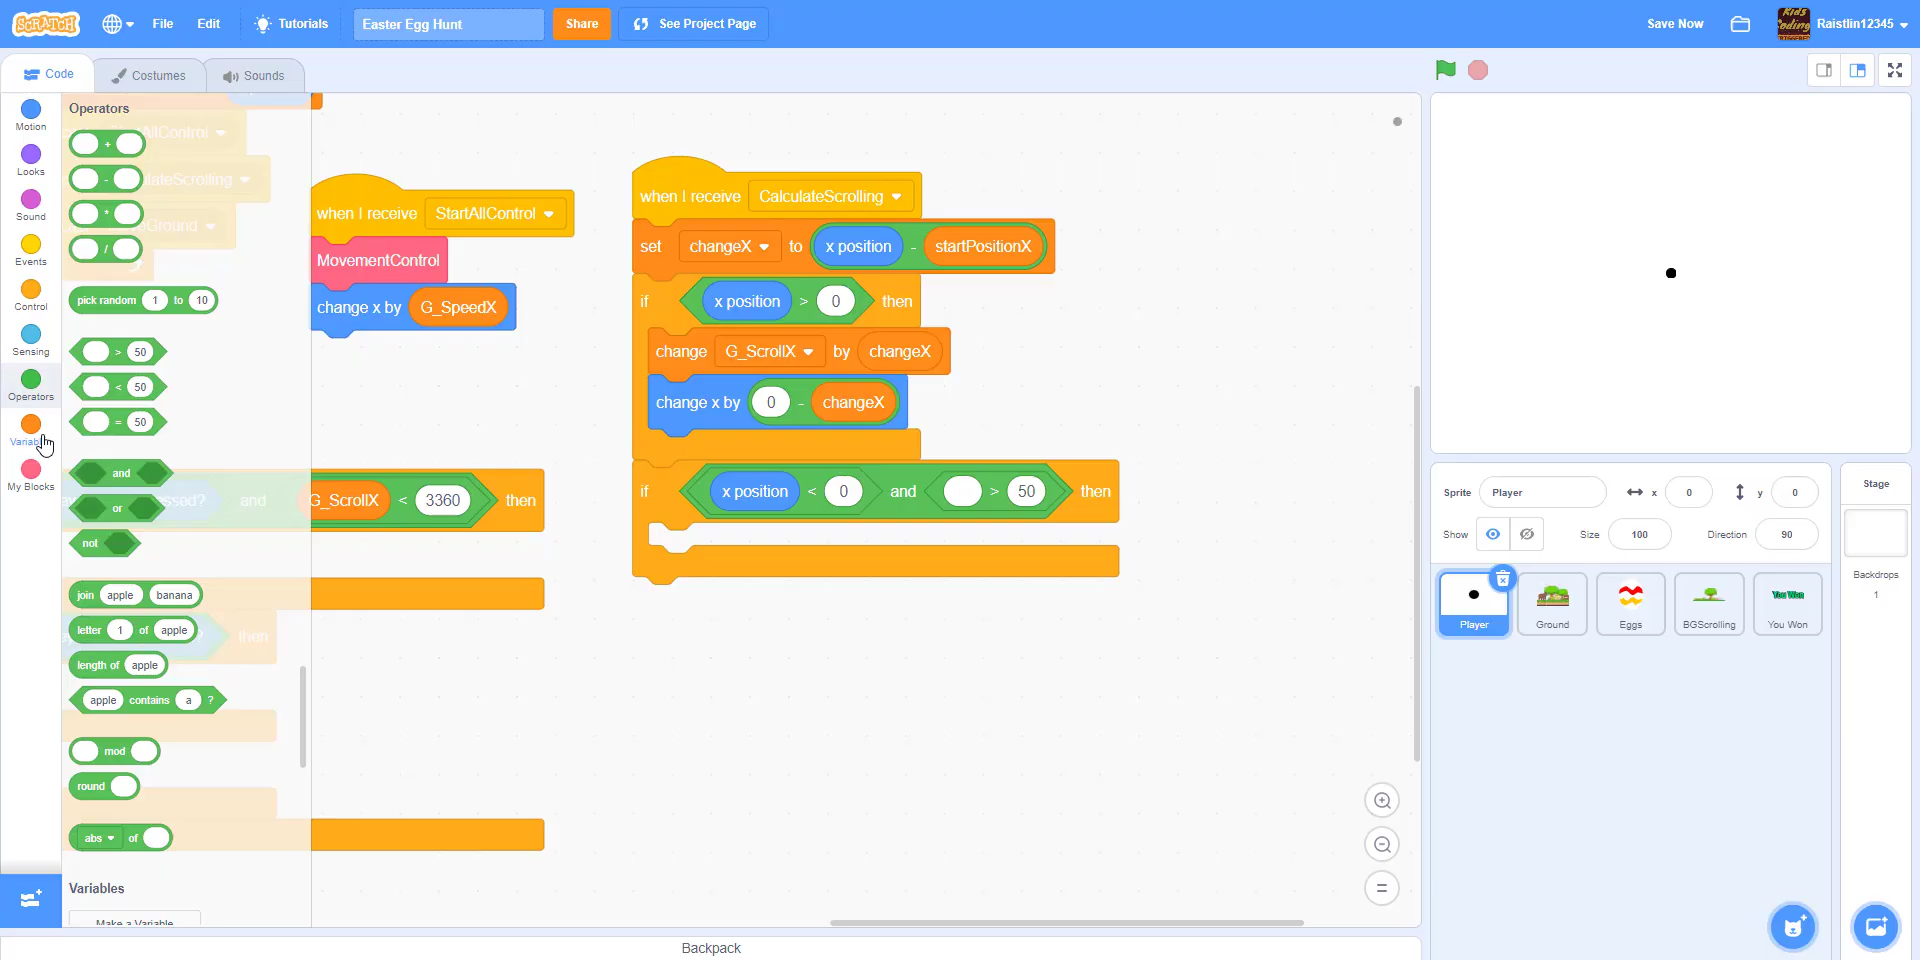 SCRATCH File Edit Tutorials Easter Egg Hunt Share See Project Page Save Now Raistlin12345
Code Costumes Sounds
Motion
Looks
Sound
Events
Control
Sensing
Operators
My Blocks
Operators
+
-
*
/
pick random 1 to 10
> 50
< 50
= 50
and
or
not
join apple banana
letter 1 of apple
length of apple
apple contains a ?
mod
round
abs of
Variables
Make a Variable
when I receive StartAllControl
MovementControl
change x by G_SpeedX
and G_ScrollX < 3360 then
then
when I receive CalculateScrolling
set changeX to x position - startPositionX
if x position > 0 then
change G_ScrollX by changeX
change x by 0 - changeX
if x position < 0 and > 50 then
Backpack
Sprite Player x 0 y 0
Show Size 100 Direction 90
Player Ground Eggs BGScrolling You Won
You Won
Stage
Backdrops
1